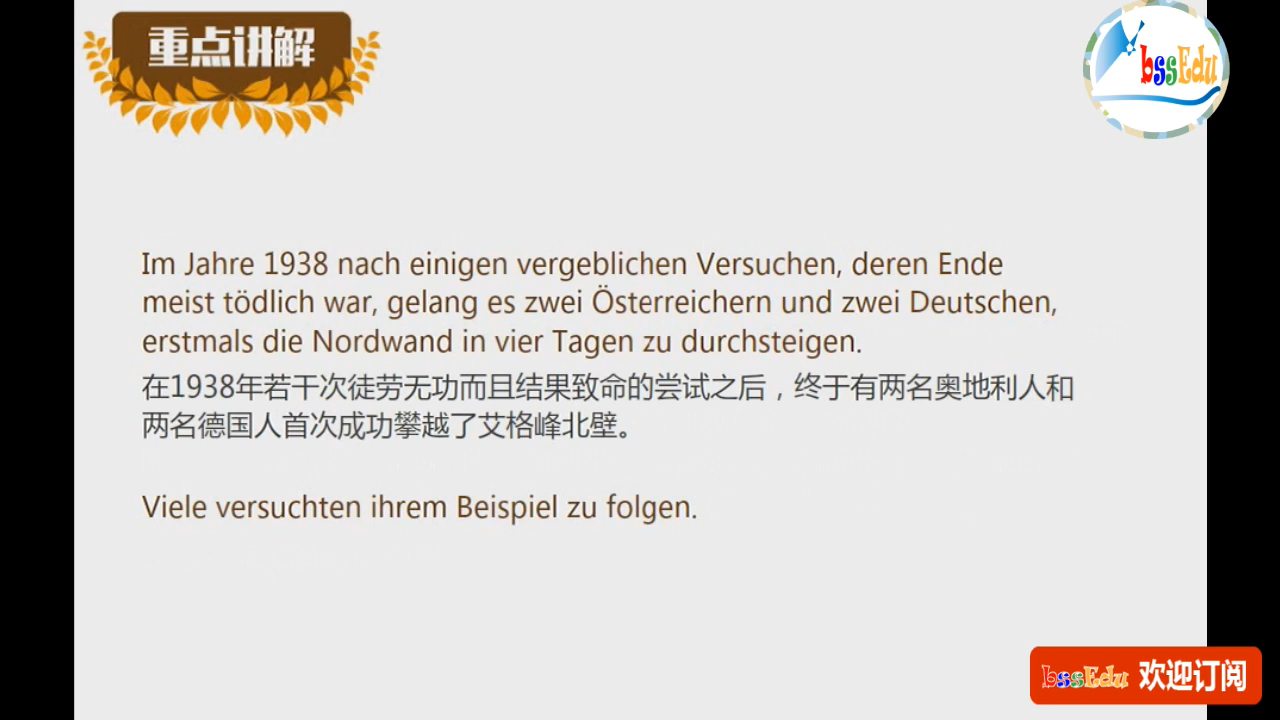 重点讲解
bssEdu
Im Jahre 1938 nach einigen vergeblichen Versuchen, deren Ende
meist tödlich war, gelang es zwei Österreichern und zwei Deutschen,
erstmals die Nordwand in vier Tagen zu durchsteigen.
在1938年若干次徒劳无功而且结果致命的尝试之后，终于有两名奥地利人和
两名德国人首次成功攀越了艾格峰北壁。
Viele versuchten ihrem Beispiel zu folgen.
bssEdu 欢迎订阅